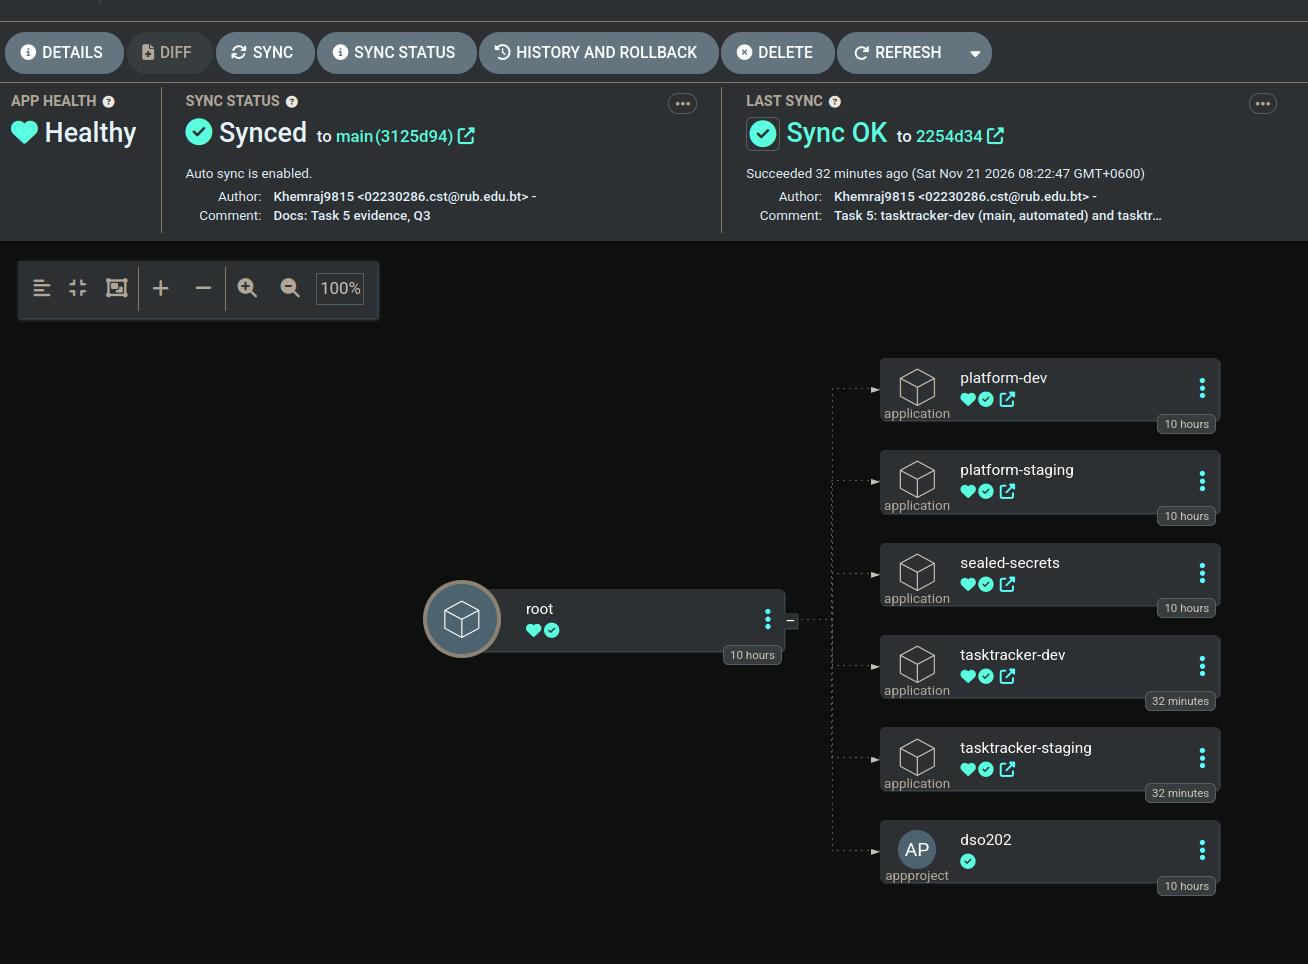 DETAILS DIFF SYNC SYNC STATUS HISTORY AND ROLLBACK DELETE REFRESH
APP HEALTH
Healthy
SYNC STATUS
Synced to main (3125d94)
Auto sync is enabled.
Author: Khemraj9815 <02230286.cst@rub.edu.bt> -
Comment: Docs: Task 5 evidence, Q3
LAST SYNC
Sync OK to 2254d34
Succeeded 32 minutes ago (Sat Nov 21 2026 08:22:47 GMT+0600)
Author: Khemraj9815 <02230286.cst@rub.edu.bt> -
Comment: Task 5: tasktracker-dev (main, automated) and tasktr...
100%
root
10 hours
platform-dev
application
10 hours
platform-staging
application
10 hours
sealed-secrets
application
10 hours
tasktracker-dev
application
32 minutes
tasktracker-staging
application
32 minutes
AP
dso202
appproject
10 hours